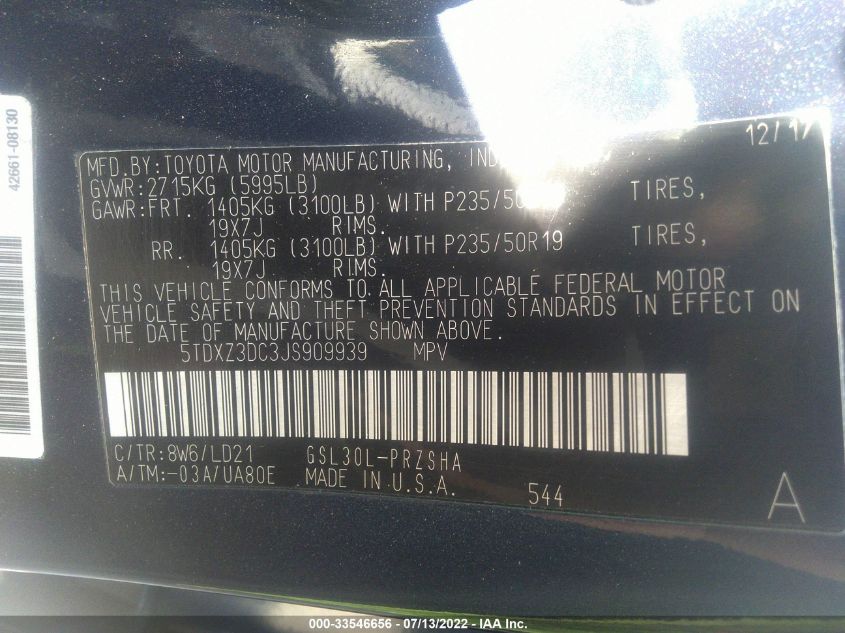 42661-08130
12/17
MFD.BY:TOYOTA MOTOR MANUFACTURING,
GVWR:2715KG (5995LB)
GAWR:FRT. 1405KG (3100LB) WITH TIRES,
19X7J RIMS.
RR. 1405KG (3100LB) WITH P235/50R19 TIRES,
19X7J RIMS.
THIS VEHICLE CONFORMS TO ALL APPLICABLE FEDERAL MOTOR
VEHICLE SAFETY AND THEFT PREVENTION STANDARDS IN EFFECT ON
THE DATE OF MANUFACTURE SHOWN ABOVE.
5TDXZ3DC3JS909939 MPV
C/TR:8W6/LD21 GSL30L-PRZSHA
A/TM:-03A/UA80E MADE IN U.S.A. 544
A
000-33546656 - 07/13/2022 - IAA Inc.